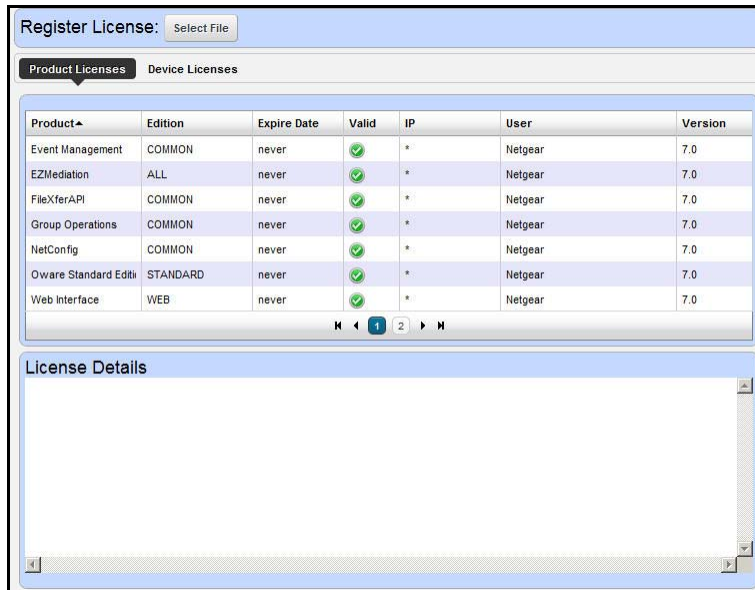 Register License: Select File
Product Licenses Device Licenses
Product Edition Expire Date Valid IP User Version
Event Management COMMON never * Netgear 7.0
EZMediation ALL never * Netgear 7.0
FileXferAPI COMMON never * Netgear 7.0
Group Operations COMMON never * Netgear 7.0
NetConfig COMMON never * Netgear 7.0
Oware Standard Editi STANDARD never * Netgear 7.0
Web Interface WEB never * Netgear 7.0
1 2
License Details